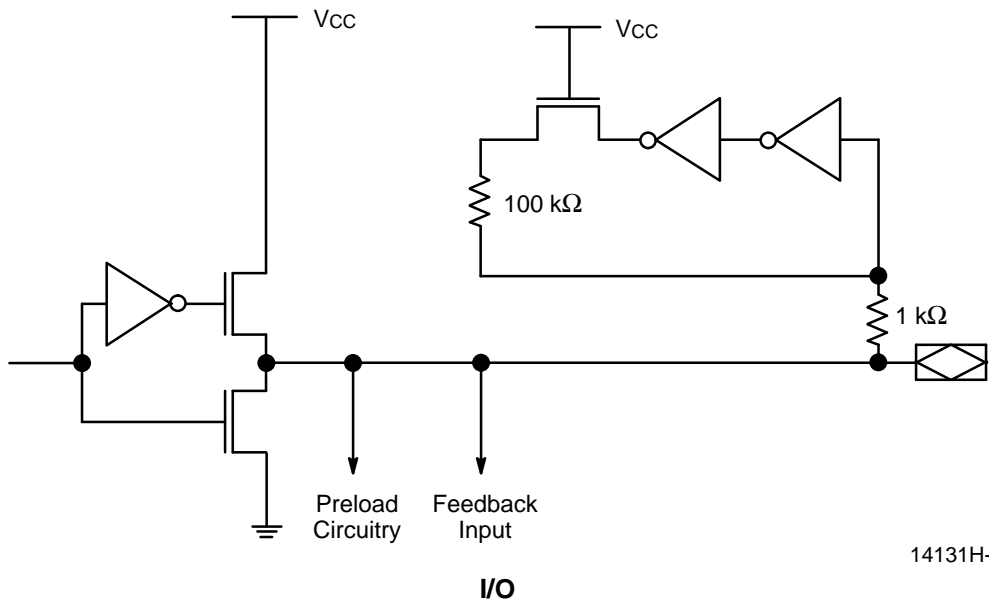 VCC
VCC
100 kΩ
1 kΩ
Preload
Circuitry
Feedback
Input
14131H-
I/O